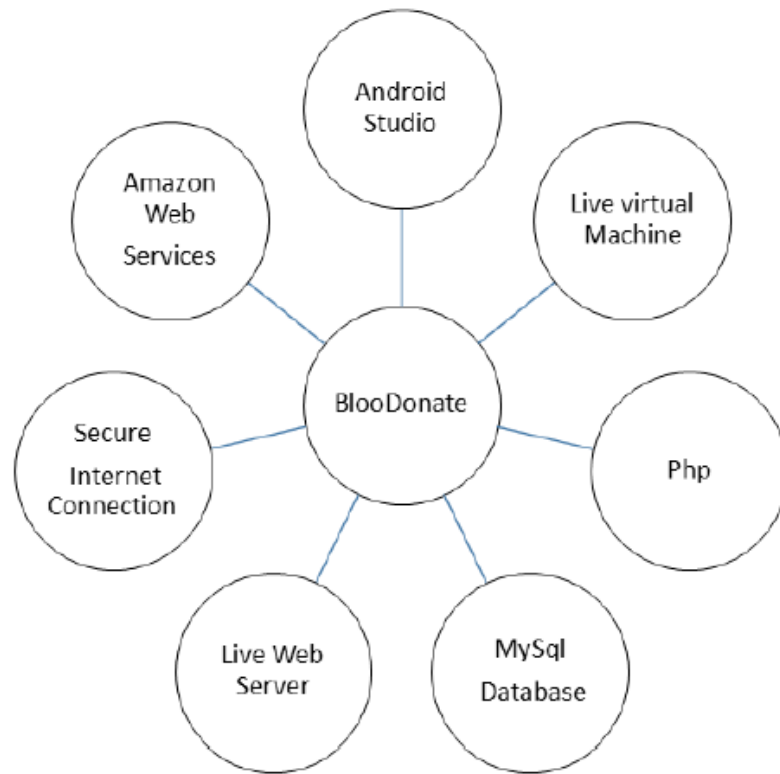 Android
Studio
Amazon
Web
Services
Live virtual
Machine
BlooDonate
Secure
Internet
Connection
Php
Live Web
Server
MySql
Database